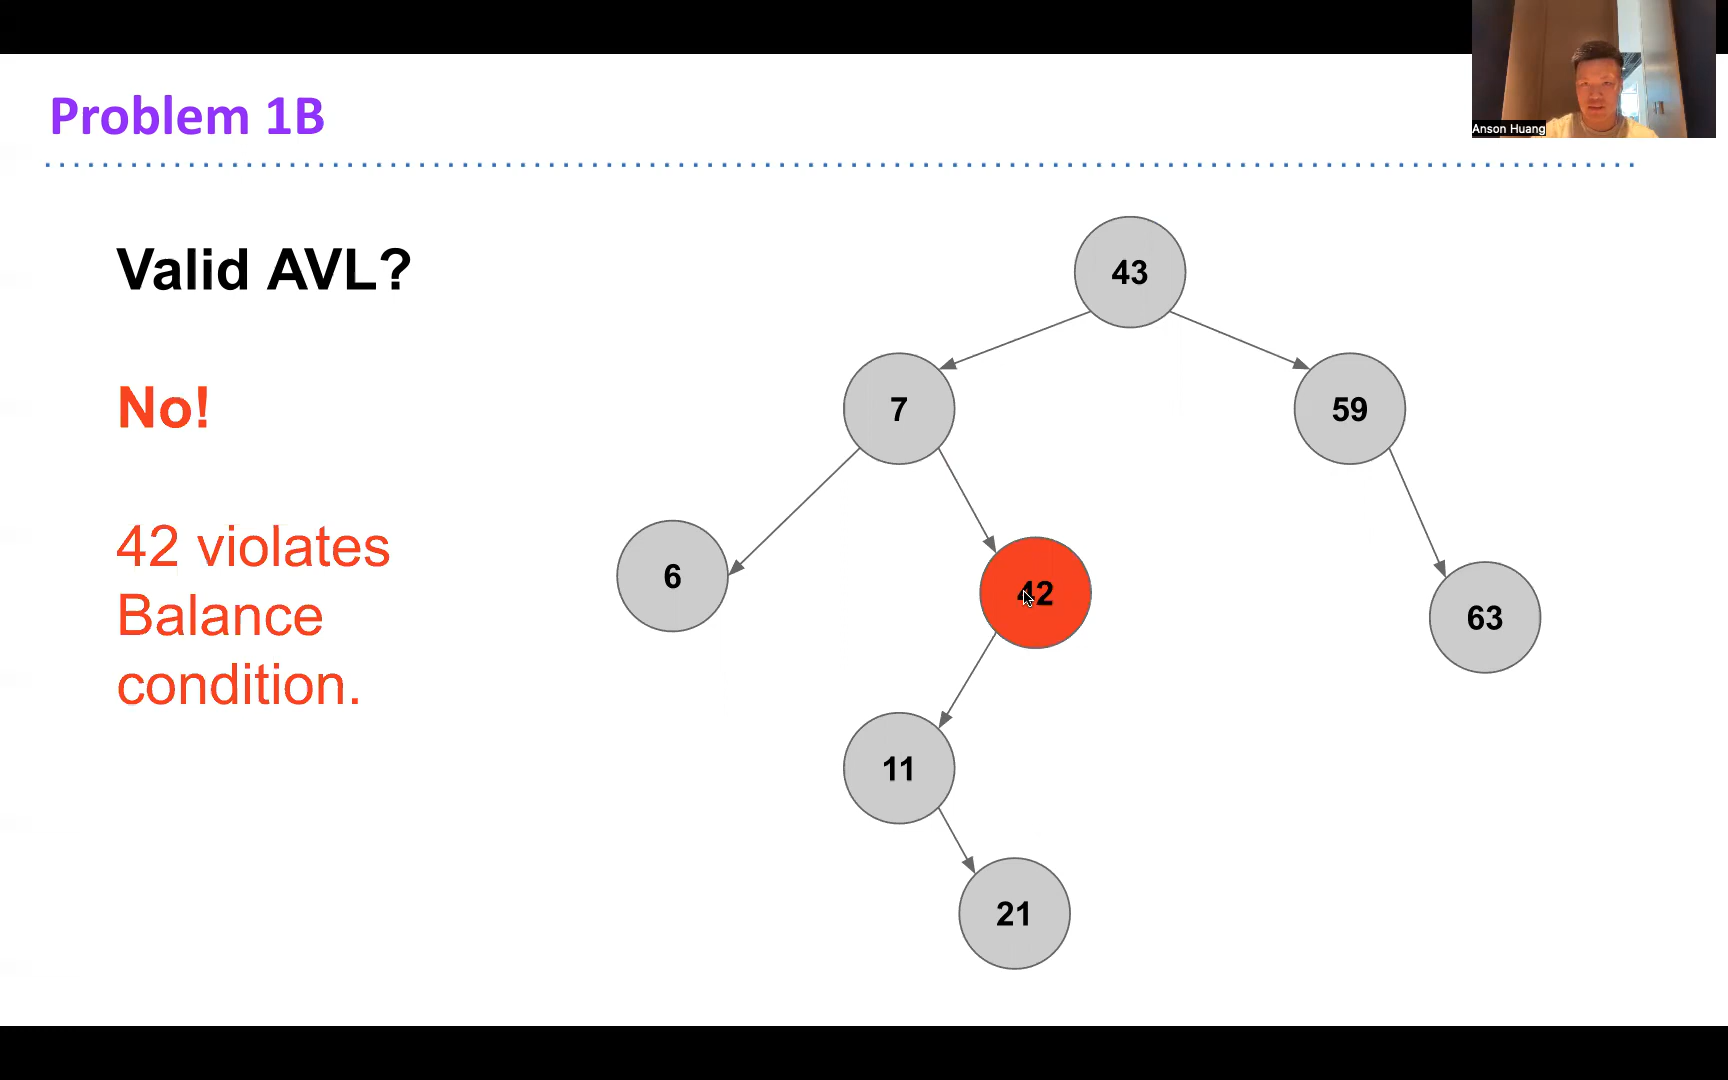 Problem 1B
Anson Huang
Valid AVL?
No!
42 violates
Balance
condition.
43
7
59
6
42
63
11
21